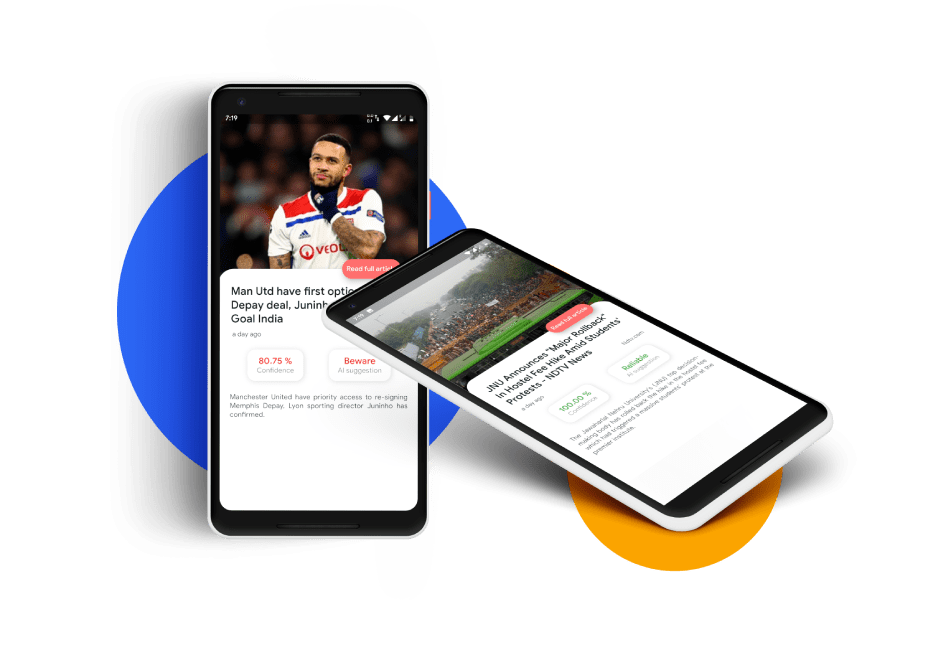 7:19
VEO
Read full artic
Man Utd have first optio
Depay deal, Juninh
Goal India
a day ago
80.75 %
Confidence
Beware
AI suggestion
Manchester United have priority access to re-signing
Memphis Depay, Lyon sporting director Juninho has
confirmed.
Read full article
JNU Announces "Major Rollback"
In Hostel Fee Hike Amid Students'
Protests - NDTV News
a day ago
ndtv.com
100.00 %
Confidence
Reliable
AI suggestion
The Jawaharlal Nehru University's (JNU) top decision
making body has rolled back the hike in the hostel fee
which had triggered a massive students' protest at the
premier institute.